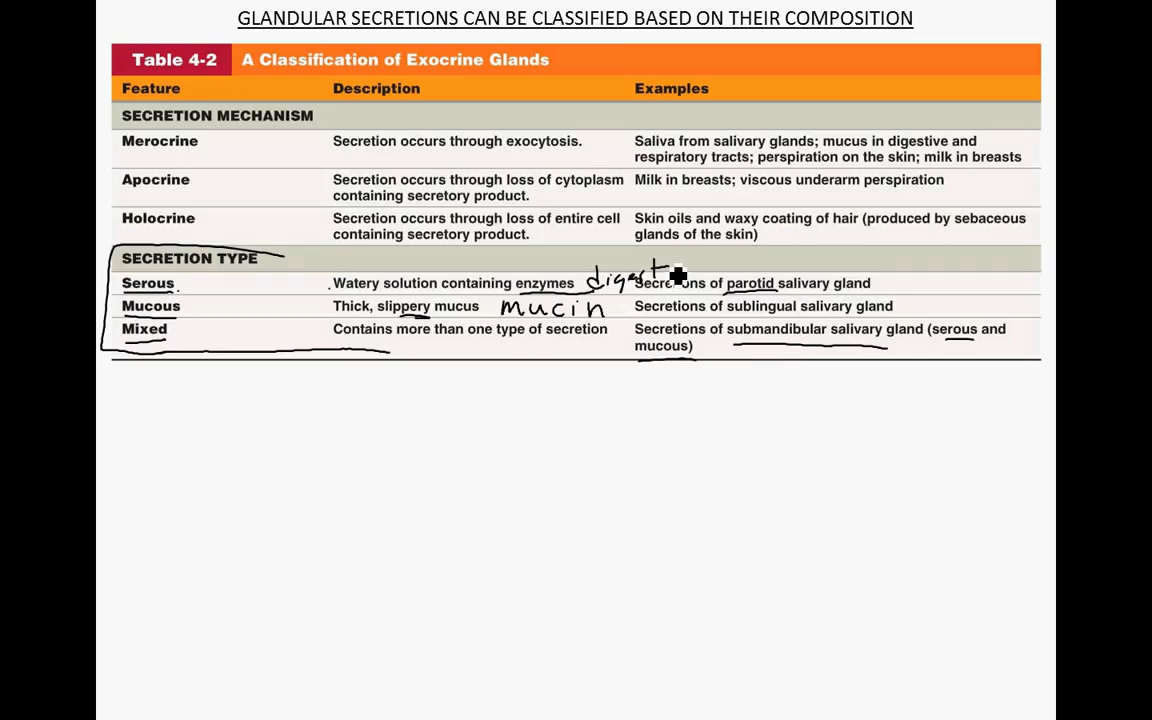 GLANDULAR SECRETIONS CAN BE CLASSIFIED BASED ON THEIR COMPOSITION
Table 4-2 A Classification of Exocrine Glands
Feature Description Examples
SECRETION MECHANISM
Merocrine Secretion occurs through exocytosis. Saliva from salivary glands; mucus in digestive and
respiratory tracts; perspiration on the skin; milk in breasts
Apocrine Secretion occurs through loss of cytoplasm Milk in breasts; viscous underarm perspiration
containing secretory product.
Holocrine Secretion occurs through loss of entire cell Skin oils and waxy coating of hair (produced by sebaceous
containing secretory product. glands of the skin)
SECRETION TYPE
Serous Watery solution containing enzymes digest Secretions of parotid salivary gland
Mucous Thick, slippery mucus mucin Secretions of sublingual salivary gland
Mixed Contains more than one type of secretion Secretions of submandibular salivary gland (serous and
mucous)